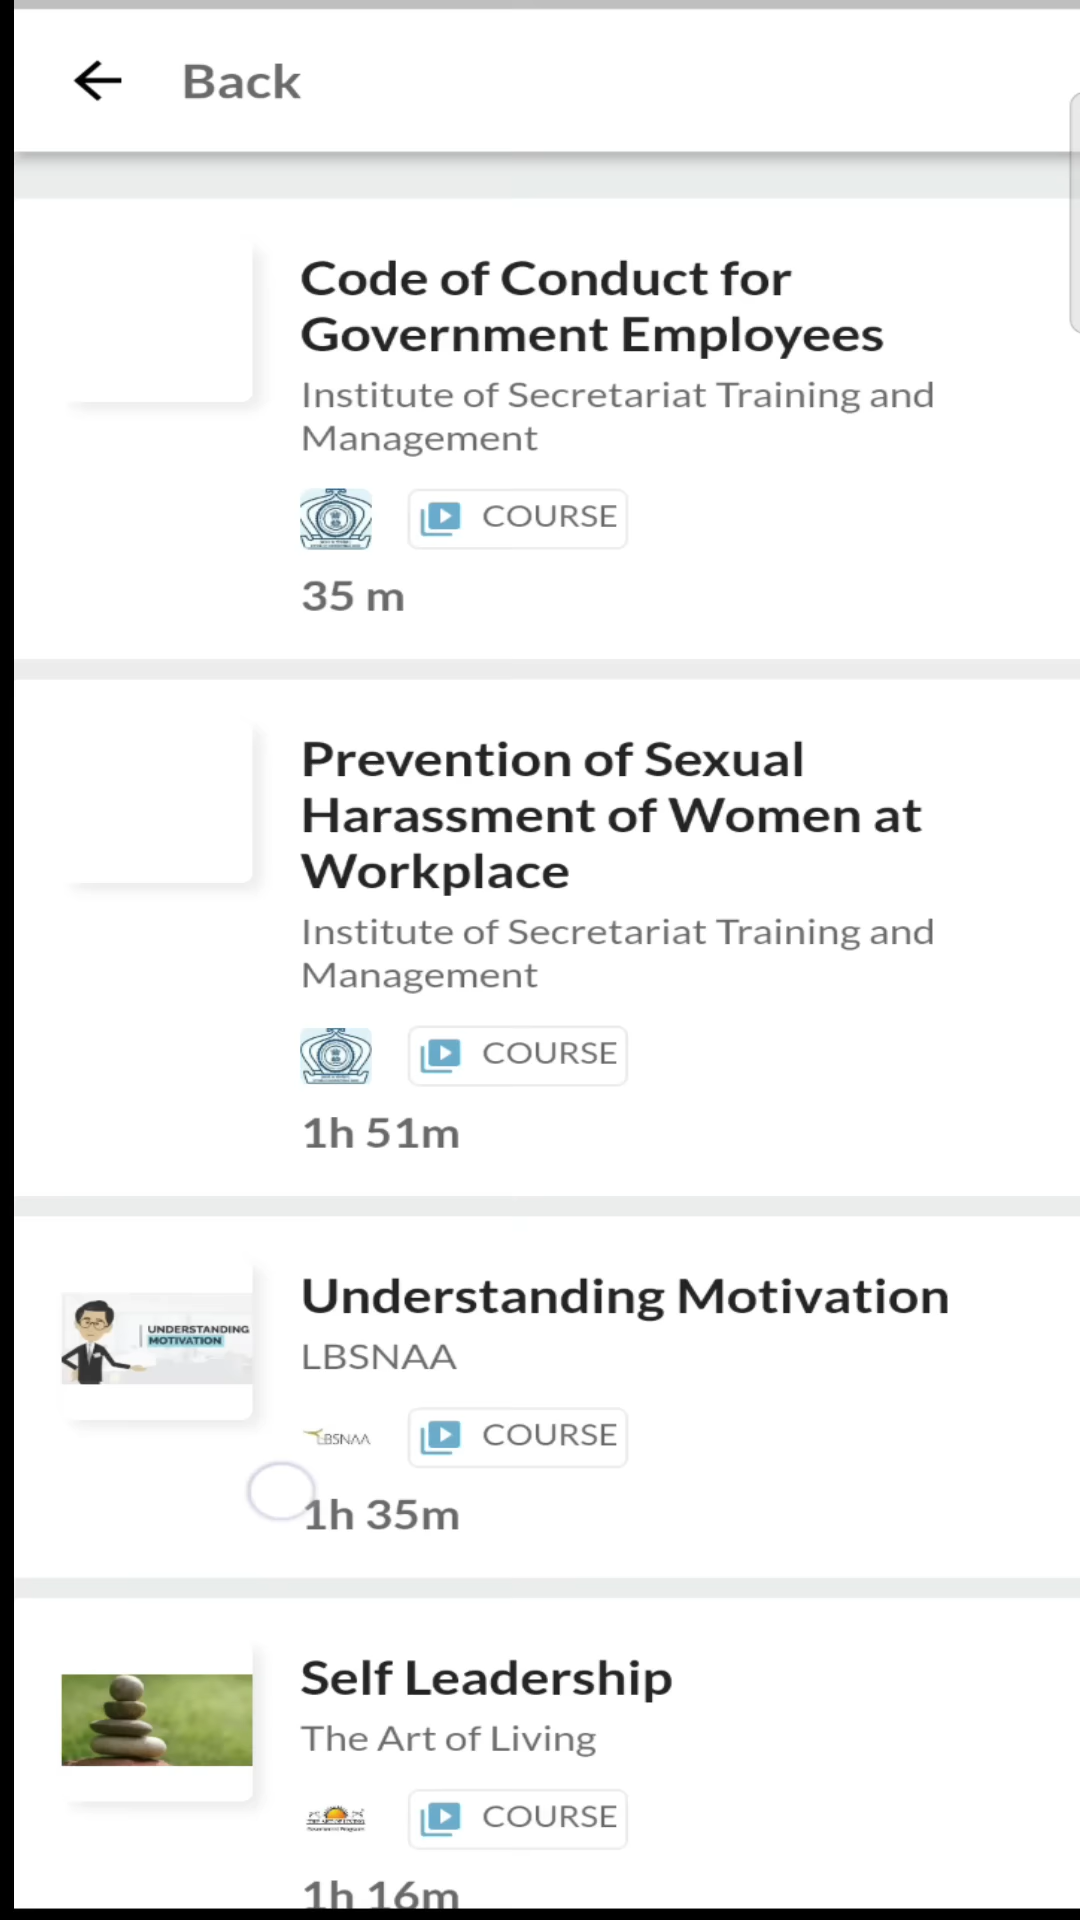 Back
Code of Conduct for
Government Employees
Institute of Secretariat Training and
Management
COURSE
35 m
Prevention of Sexual
Harassment of Women at
Workplace
Institute of Secretariat Training and
Management
COURSE
1h 51m
UNDERSTANDING
MOTIVATION
Understanding Motivation
LBSNAA
LBSNAA
COURSE
1h 35m
Self Leadership
The Art of Living
COURSE
1h 16m